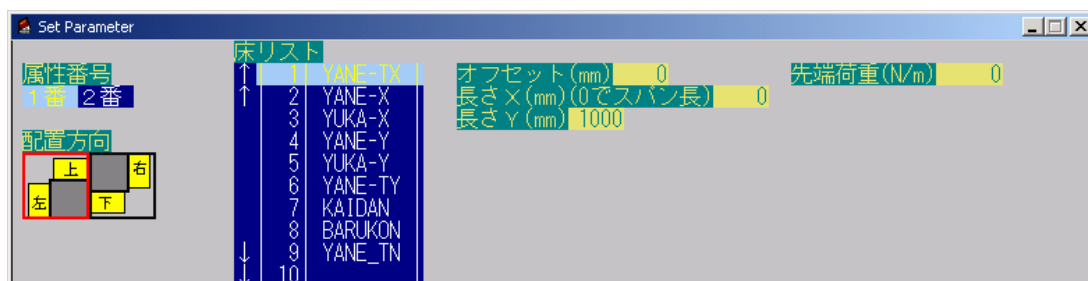 Set Parameter
床リスト
属性番号
1番 2番
配置方向
上 右
左 下
↑ 1 YANE-TX
↑ 2 YANE-X
3 YUKA-X
4 YANE-Y
5 YUKA-Y
6 YANE-TY
7 KAIDAN
8 BARUKON
↓ 9 YANE_TN
↓ 10
オフセット(mm) 0
長さX(mm)(0でスパン長) 0
長さY(mm) 1000
先端荷重(N/m) 0